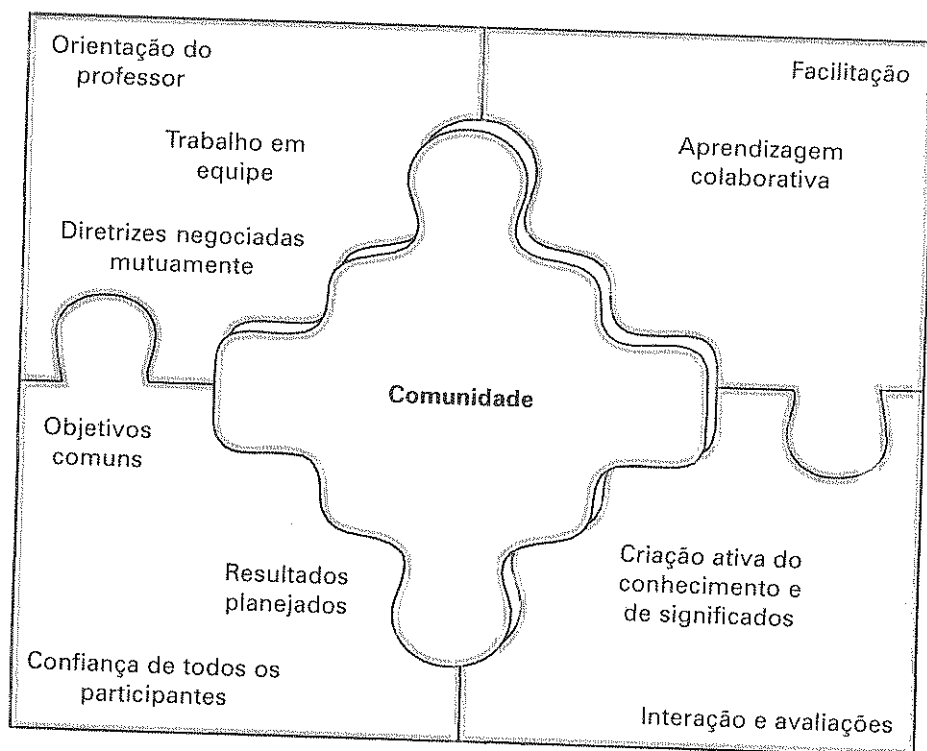 Orientação do
professor
Facilitação
Trabalho em
equipe
Aprendizagem
colaborativa
Diretrizes negociadas
mutuamente
Comunidade
Objetivos
comuns
Resultados
planejados
Criação ativa do
conhecimento e
de significados
Confiança de todos os
participantes
Interação e avaliações